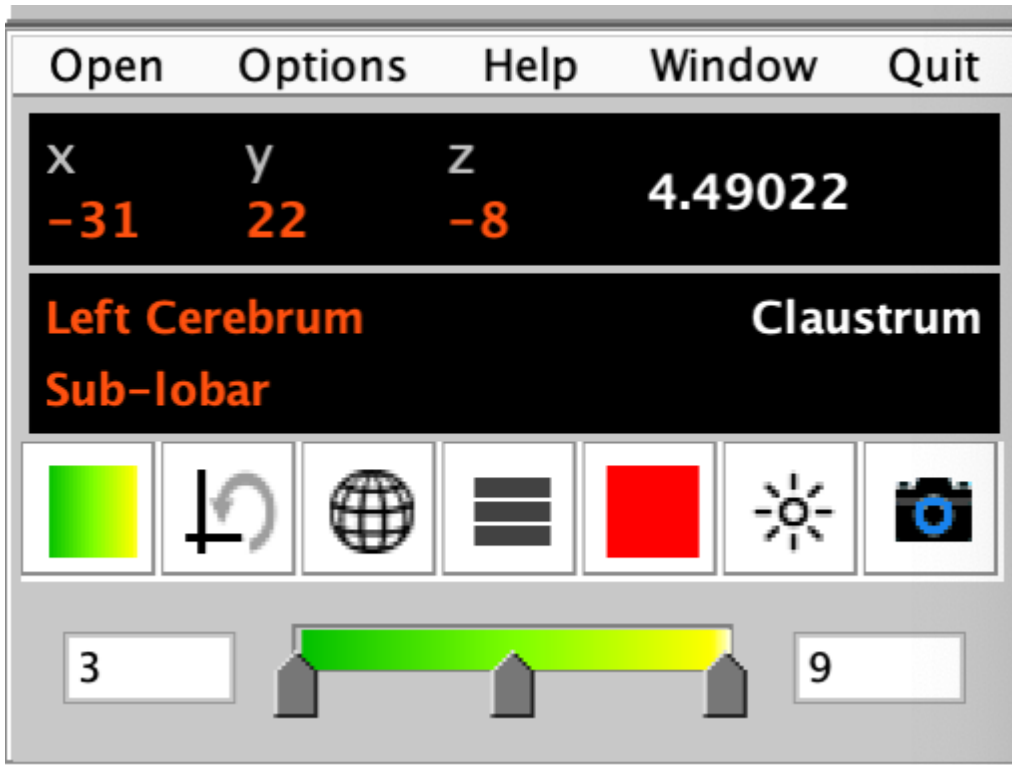 Open Options Help Window Quit
x y z
-31 22 -8 4.49022
Left Cerebrum Claustrum
Sub-lobar
3 9